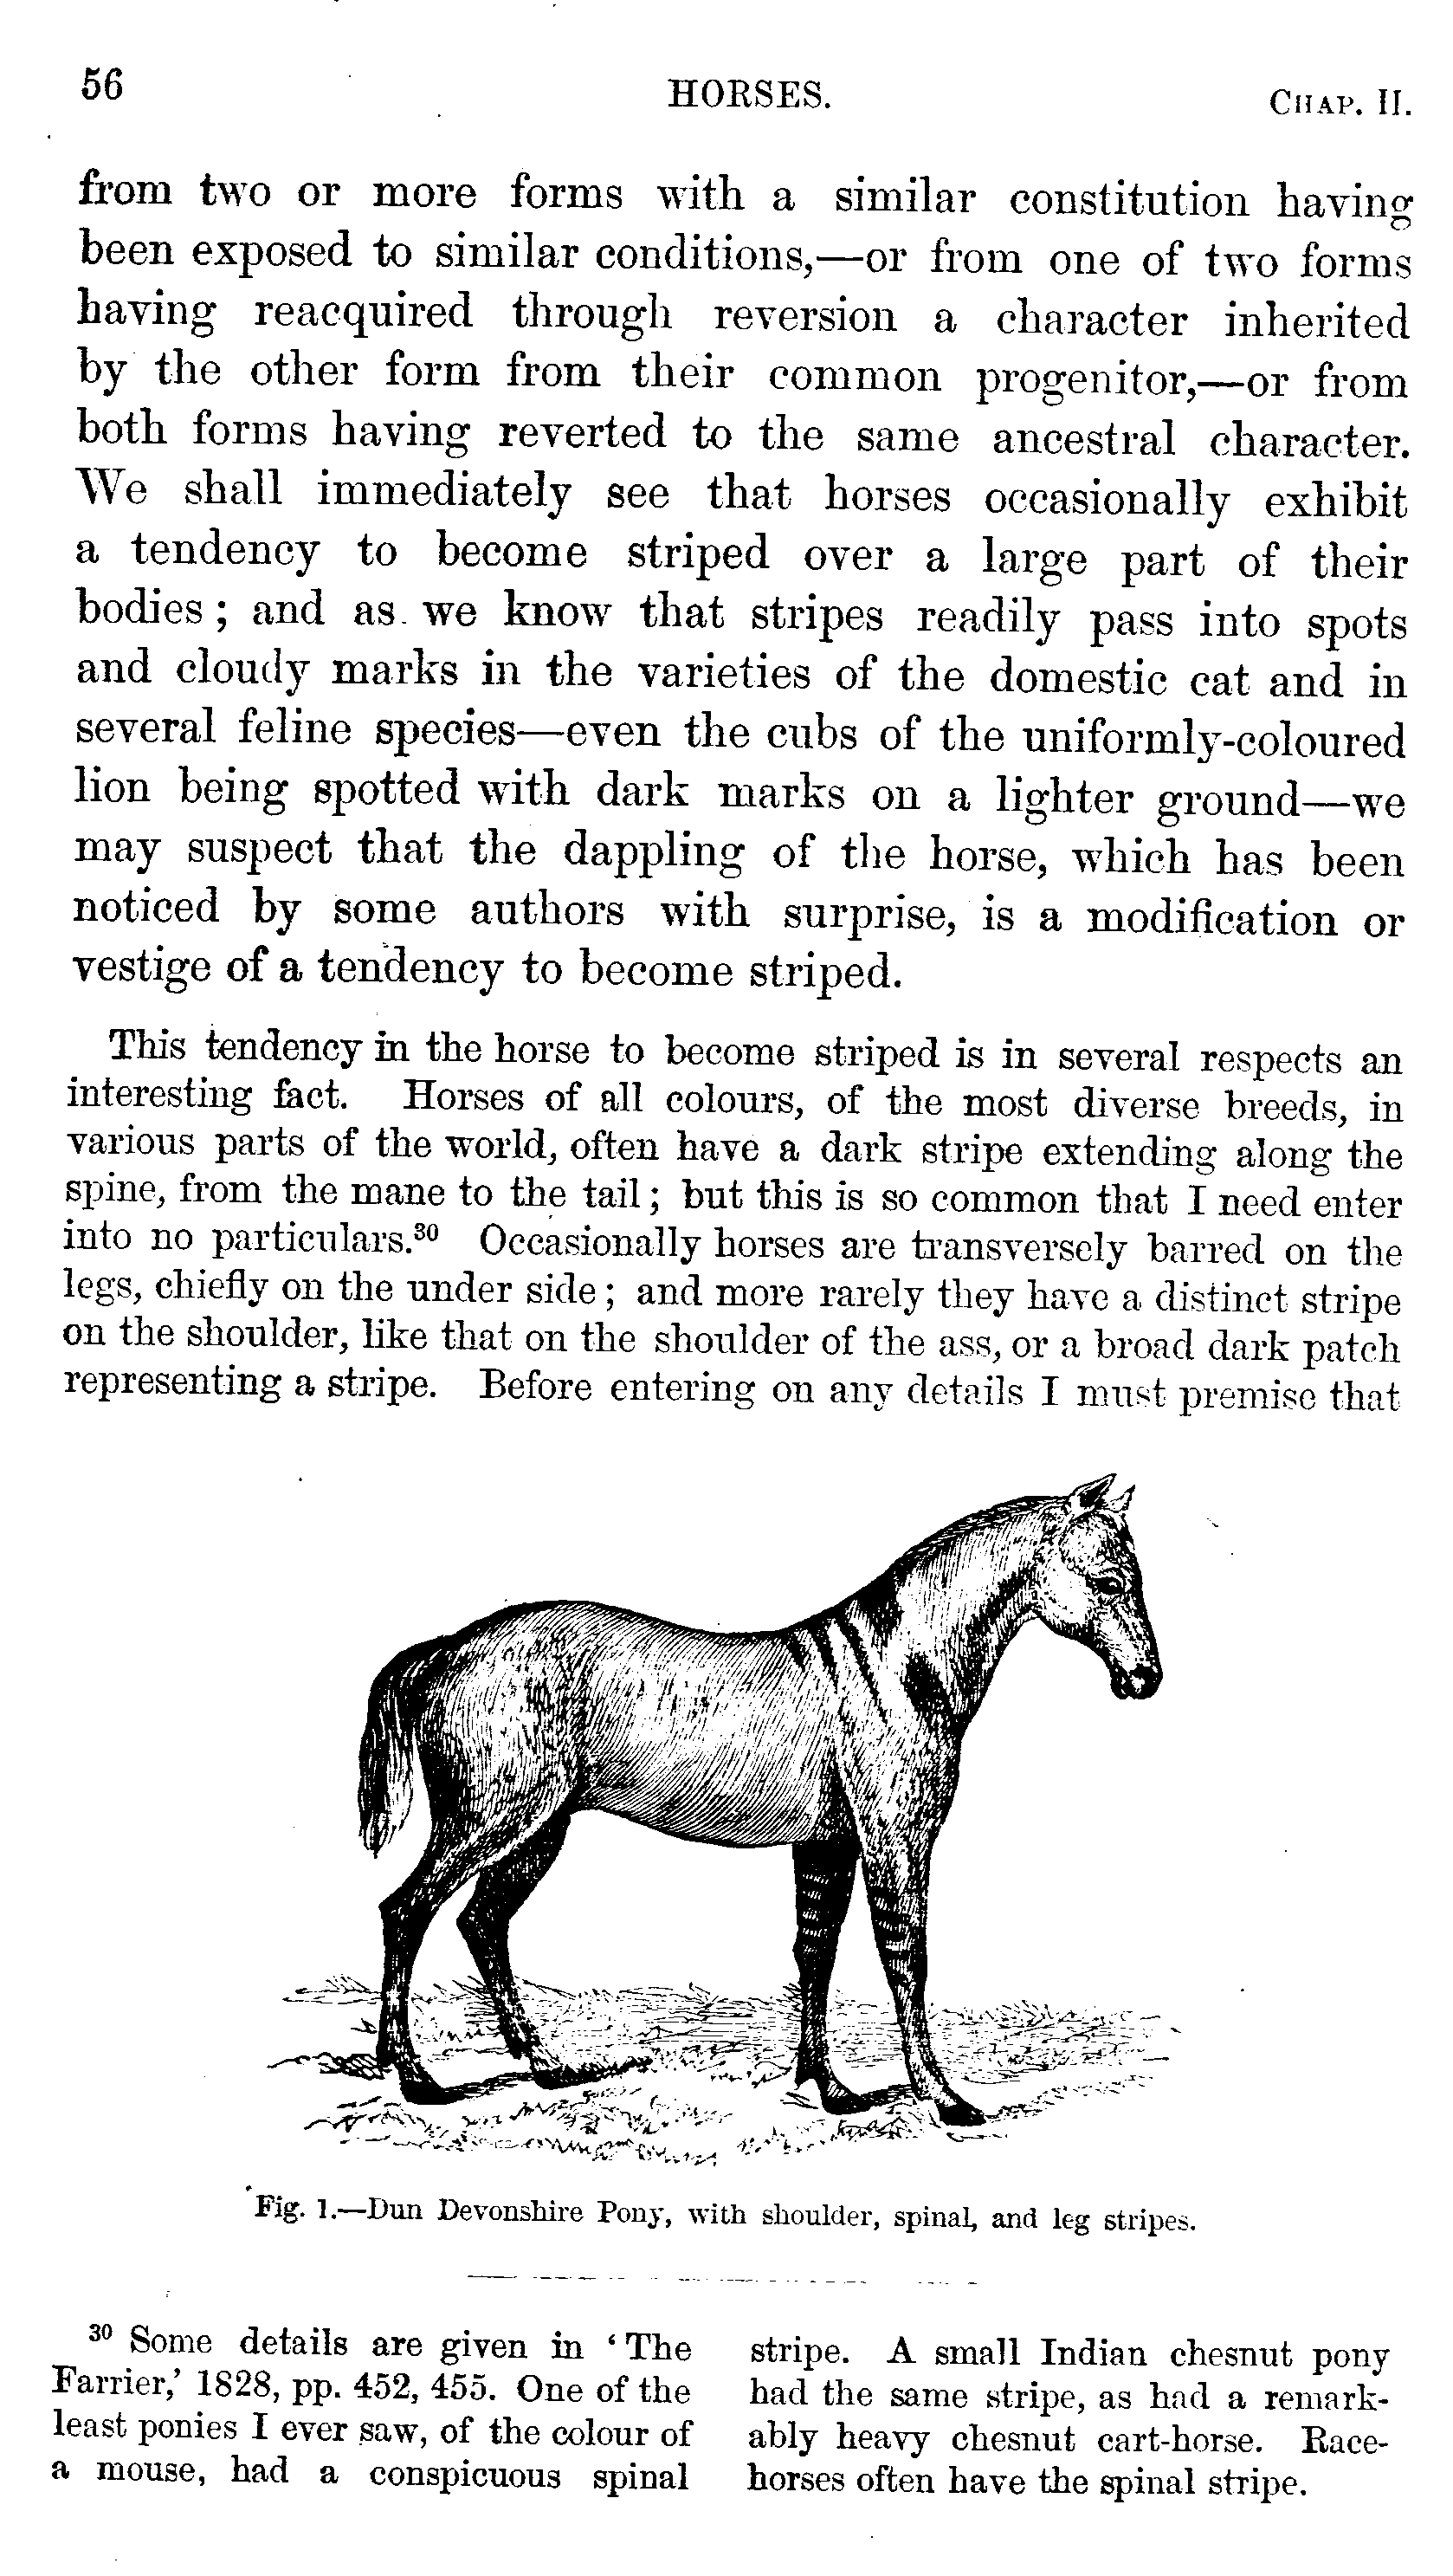 56
HORSES.
CHAP. II.
from two or more forms with a similar constitution having
been exposed to similar conditions,—or from one of two forms
having reacquired through reversion a character inherited
by the other form from their common progenitor,—or from
both forms having reverted to the same ancestral character.
We shall immediately see that horses occasionally exhibit
a tendency to become striped over a large part of their
bodies; and as we know that stripes readily pass into spots
and cloudy marks in the varieties of the domestic cat and in
several feline species—even the cubs of the uniformly-coloured
lion being spotted with dark marks on a lighter ground—we
may suspect that the dappling of the horse, which has been
noticed by some authors with surprise, is a modification or
vestige of a tendency to become striped.
This tendency in the horse to become striped is in several respects an
interesting fact. Horses of all colours, of the most diverse breeds, in
various parts of the world, often have a dark stripe extending along the
spine, from the mane to the tail; but this is so common that I need enter
into no particulars.³⁰ Occasionally horses are transversely barred on the
legs, chiefly on the under side; and more rarely they have a distinct stripe
on the shoulder, like that on the shoulder of the ass, or a broad dark patch
representing a stripe. Before entering on any details I must premise that
Fig. 1.—Dun Devonshire Pony, with shoulder, spinal, and leg stripes.
³⁰ Some details are given in ‘The
Farrier,’ 1828, pp. 452, 455. One of the
least ponies I ever saw, of the colour of
a mouse, had a conspicuous spinal
stripe. A small Indian chesnut pony
had the same stripe, as had a remark-
ably heavy chesnut cart-horse. Race-
horses often have the spinal stripe.